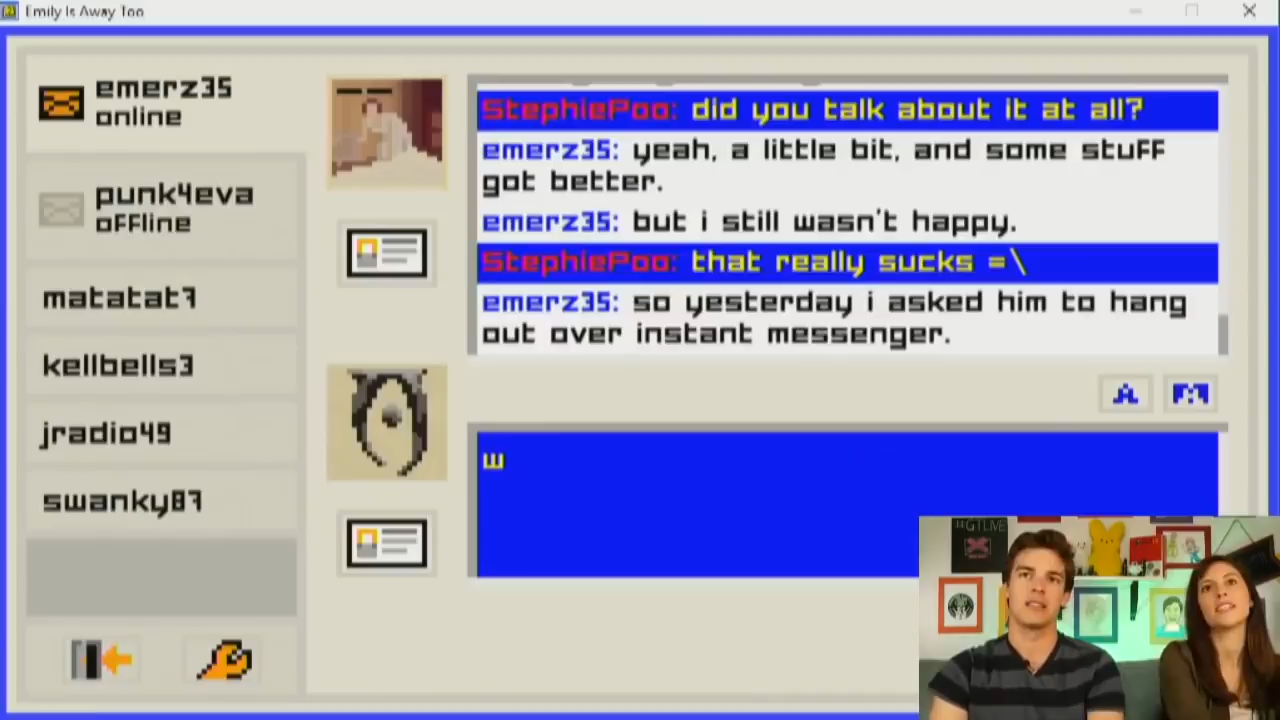 Emily Is Away Too
emerz35
online
punk4eva
offline
matatat7
kellbells3
jradio49
swanky87
StephiePoo: did you talk about it at all?
emerz35: yeah, a little bit, and some stuff
got better.
emerz35: but i still wasn't happy.
StephiePoo: that really sucks =\
emerz35: so yesterday i asked him to hang
out over instant messenger.
A
w
#GTLIVE